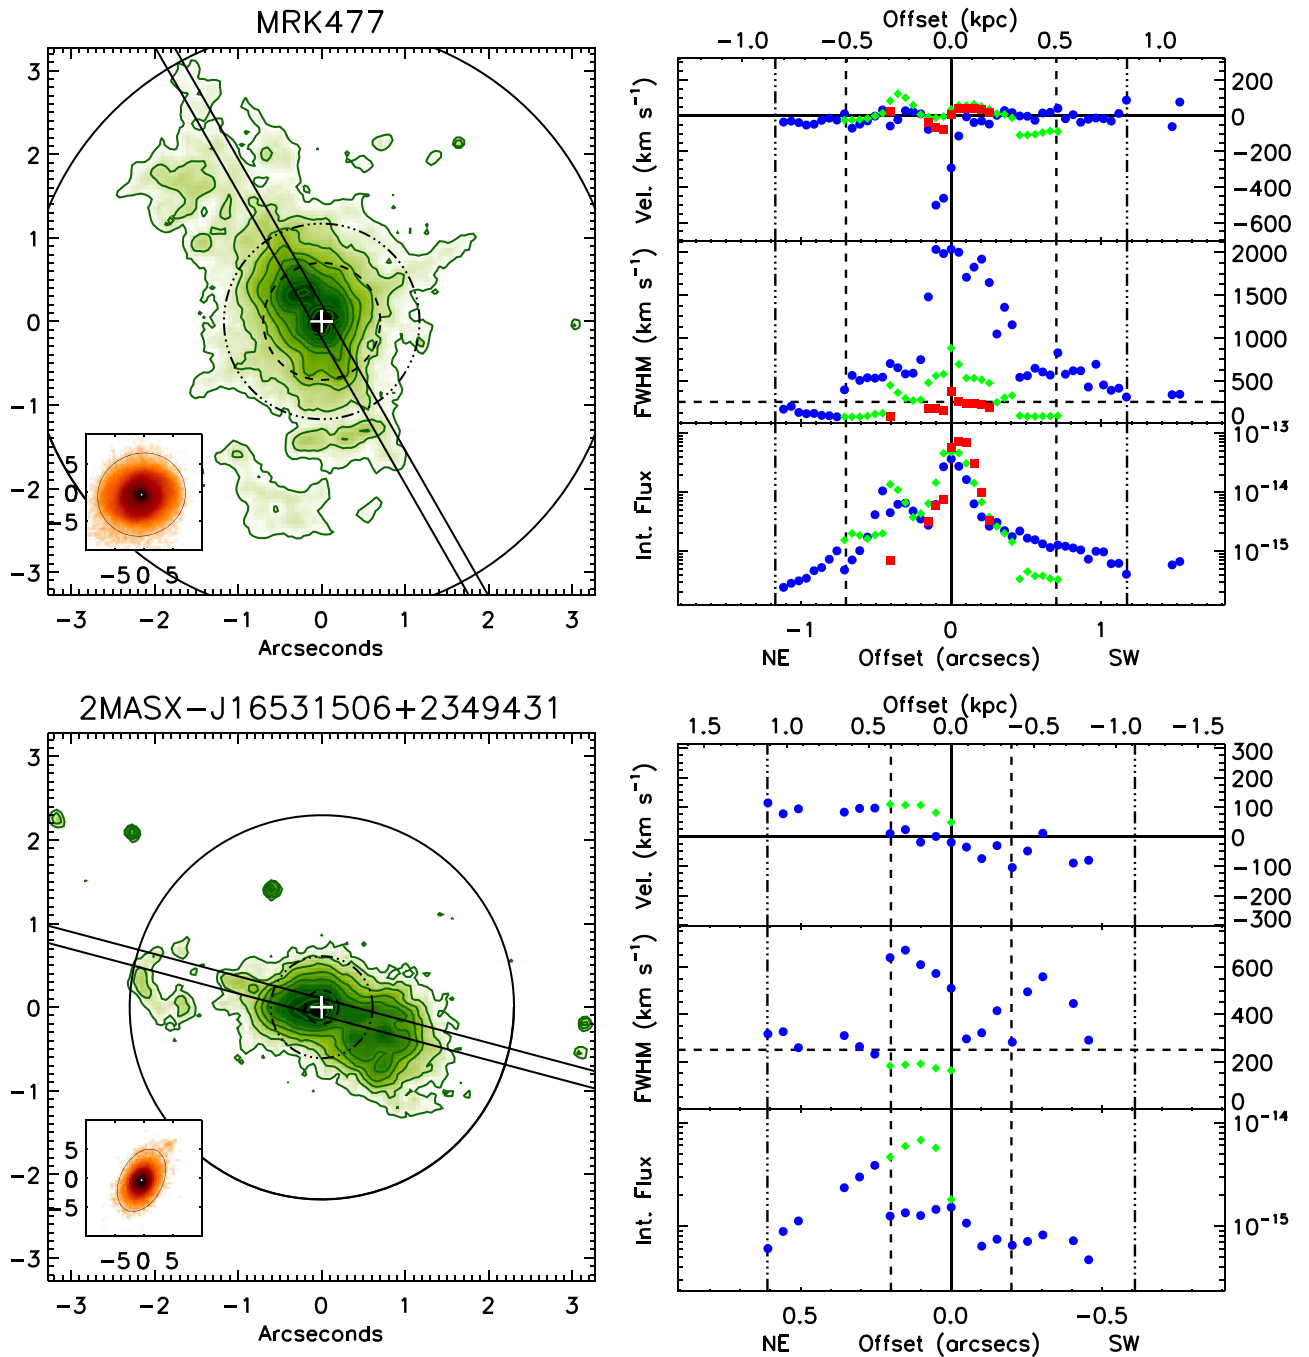 MRK477
3
2
1
0
−1
−2
−3
5
0
−5
−5 0 5
−3 −2 −1 0 1 2 3
Arcseconds
Offset (kpc)
−1.0 −0.5 0.0 0.5 1.0
Vel. (km s⁻¹)
200
0
−200
−400
−600
FWHM (km s⁻¹)
2000
1500
1000
500
0
Int. Flux
10⁻¹³
10⁻¹⁴
10⁻¹⁵
−1 0 1
NE Offset (arcsecs) SW
2MASX−J16531506+2349431
3
2
1
0
−1
−2
−3
5
0
−5
−5 0 5
−3 −2 −1 0 1 2 3
Arcseconds
Offset (kpc)
1.5 1.0 0.5 0.0 −0.5 −1.0 −1.5
Vel. (km s⁻¹)
300
200
100
0
−100
−200
−300
FWHM (km s⁻¹)
600
400
200
0
Int. Flux
10⁻¹⁴
10⁻¹⁵
0.5 0.0 −0.5
NE Offset (arcsecs) SW